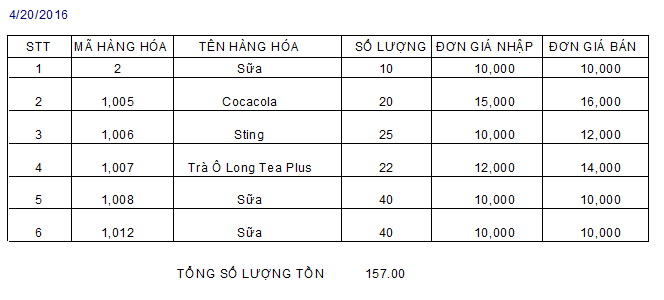 4/20/2016
STT MÃ HÀNG HÓA TÊN HÀNG HÓA SỐ LƯỢNG ĐƠN GIÁ NHẬP ĐƠN GIÁ BÁN
1 2 Sữa 10 10,000 10,000
2 1,005 Cocacola 20 15,000 16,000
3 1,006 Sting 25 10,000 12,000
4 1,007 Trà Ô Long Tea Plus 22 12,000 14,000
5 1,008 Sữa 40 10,000 10,000
6 1,012 Sữa 40 10,000 10,000
TỔNG SỐ LƯỢNG TỒN 157.00